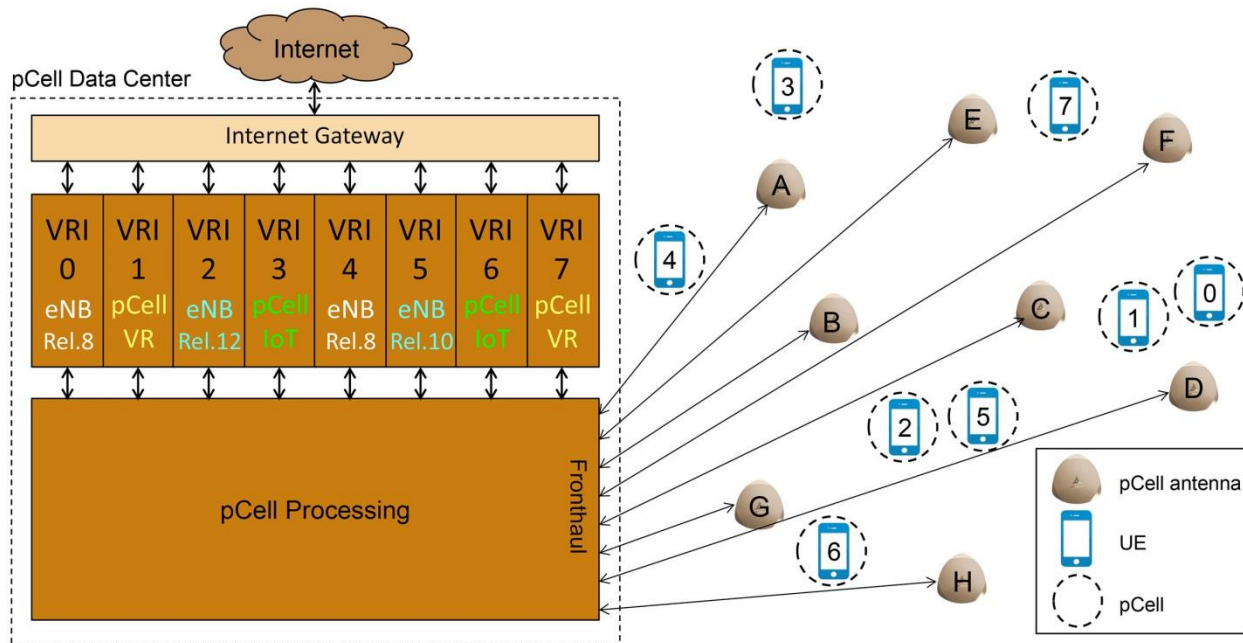 Internet
pCell Data Center
Internet Gateway
VRI 0 eNB Rel.8
VRI 1 pCell VR
VRI 2 eNB Rel.12
VRI 3 pCell IoT
VRI 4 eNB Rel.8
VRI 5 eNB Rel.10
VRI 6 pCell IoT
VRI 7 pCell VR
pCell Processing
Fronthaul
3
E
7
F
A
4
B
C
1
0
2
5
D
G
6
H
pCell antenna
UE
pCell